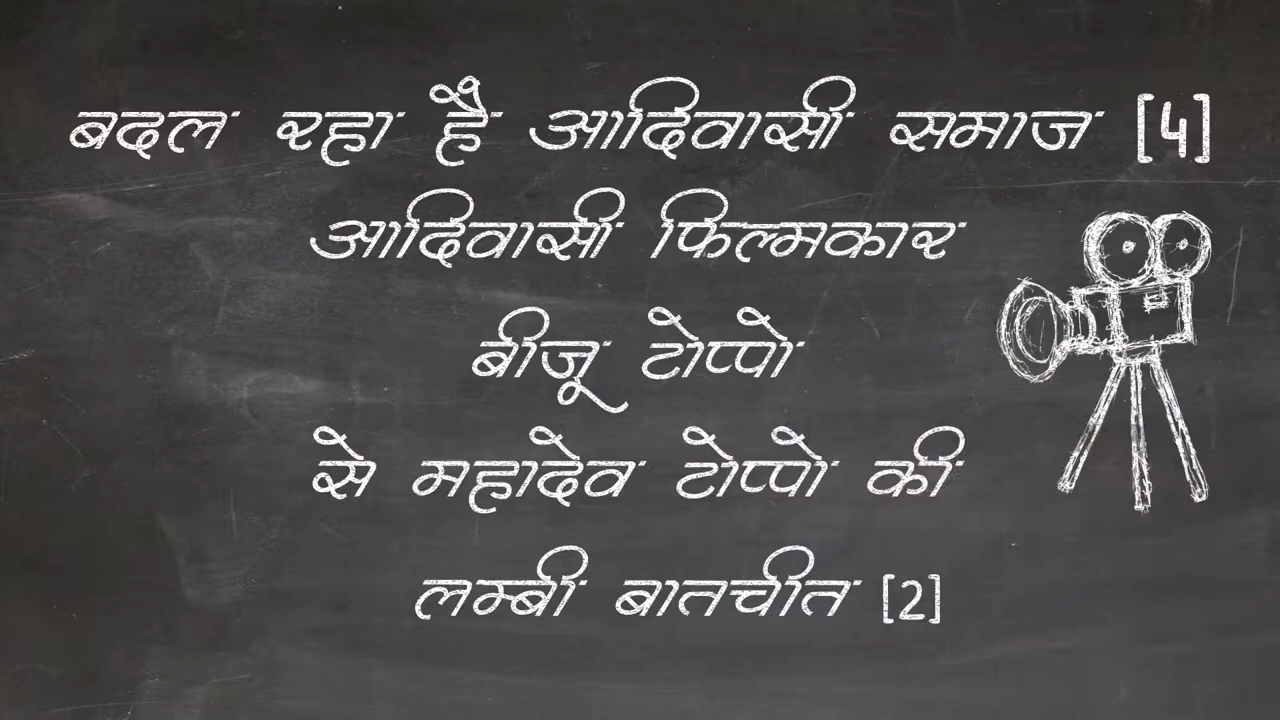 बदल रहा है आदिवासी समाज [4]
आदिवासी फिल्मकार
बीजू टोप्पो
से महादेव टोप्पो की
लम्बी बातचीत [2]